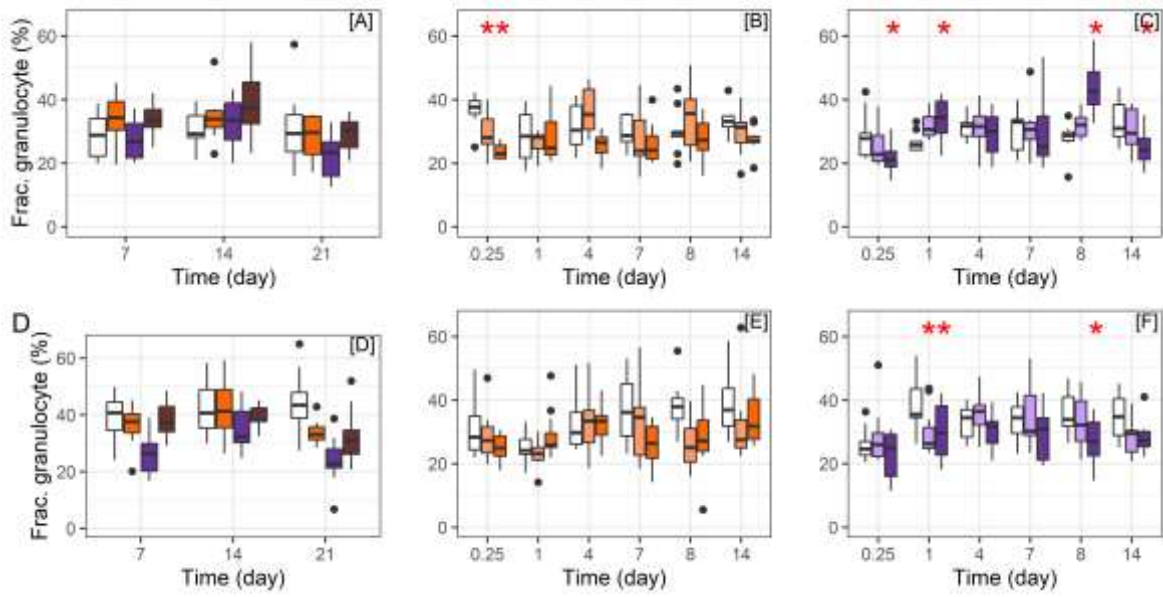 [A] [B] [C]
** * * * *
60 60 60
40 40 40
20 20 20
0 0 0
Frac. granulocyte (%)
7 14 21 0.25 1 4 7 8 14 0.25 1 4 7 8 14
Time (day) Time (day) Time (day)
D
[D] [E] [F]
** *
60 60 60
40 40 40
20 20 20
0 0 0
Frac. granulocyte (%)
7 14 21 0.25 1 4 7 8 14 0.25 1 4 7 8 14
Time (day) Time (day) Time (day)